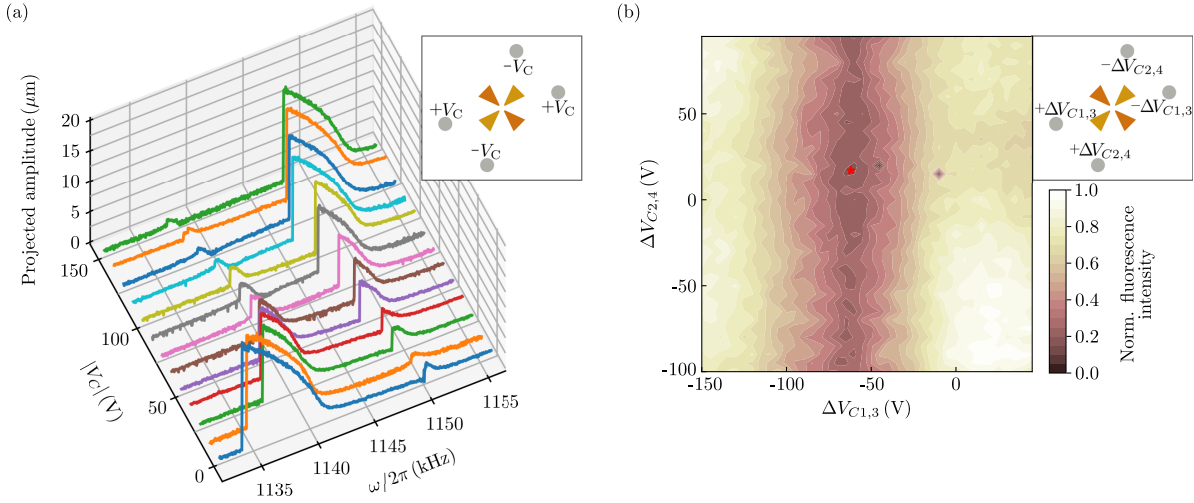 (a)
Projected amplitude (μm)
20
15
10
5
0
150
100
50
0
|V_C| (V)
1135
1140
1145
1150
1155
ω/2π (kHz)
−V_C
+V_C
+V_C
−V_C
(b)
ΔV_{C2,4} (V)
50
0
-50
-100
-150
-100
-50
0
ΔV_{C1,3} (V)
−ΔV_{C2,4}
+ΔV_{C1,3}
−ΔV_{C1,3}
+ΔV_{C2,4}
1.0
0.8
0.6
0.4
0.2
0.0
Norm. fluorescence
intensity